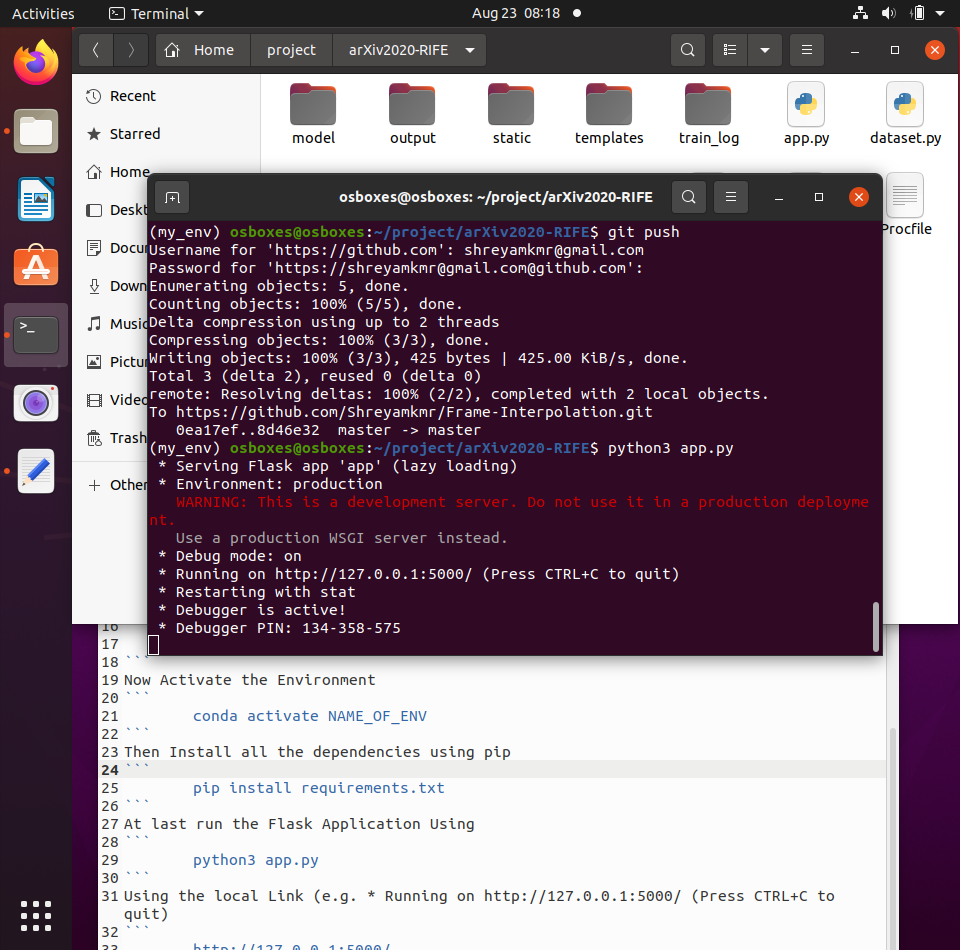 Activities
Terminal
Aug 23 08:18
Home
project
arXiv2020-RIFE
Recent
Starred
Home
Trash
Other
model
output
static
templates
train_log
app.py
dataset.py
Procfile
osboxes@osboxes: ~/project/arXiv2020-RIFE
(my_env) osboxes@osboxes:~/project/arXiv2020-RIFE$ git push
Username for 'https://github.com': shreyamkmr@gmail.com
Password for 'https://shreyamkmr@gmail.com@github.com':
Enumerating objects: 5, done.
Counting objects: 100% (5/5), done.
Delta compression using up to 2 threads
Compressing objects: 100% (3/3), done.
Writing objects: 100% (3/3), 425 bytes | 425.00 KiB/s, done.
Total 3 (delta 2), reused 0 (delta 0)
remote: Resolving deltas: 100% (2/2), completed with 2 local objects.
To https://github.com/Shreyamkmr/Frame-Interpolation.git
   0ea17ef..8d46e32  master -> master
(my_env) osboxes@osboxes:~/project/arXiv2020-RIFE$ python3 app.py
 * Serving Flask app 'app' (lazy loading)
 * Environment: production
   WARNING: This is a development server. Do not use it in a production deployme
nt.
   Use a production WSGI server instead.
 * Debug mode: on
 * Running on http://127.0.0.1:5000/ (Press CTRL+C to quit)
 * Restarting with stat
 * Debugger is active!
 * Debugger PIN: 134-358-575
16
17
18 ```
19 Now Activate the Environment
20 ```
21 conda activate NAME_OF_ENV
22 ```
23 Then Install all the dependencies using pip
24 ```
25 pip install requirements.txt
26 ```
27 At last run the Flask Application Using
28 ```
29 python3 app.py
30 ```
31 Using the local Link (e.g. * Running on http://127.0.0.1:5000/ (Press CTRL+C to
quit)
32 ```
33 http://127.0.0.1:5000/